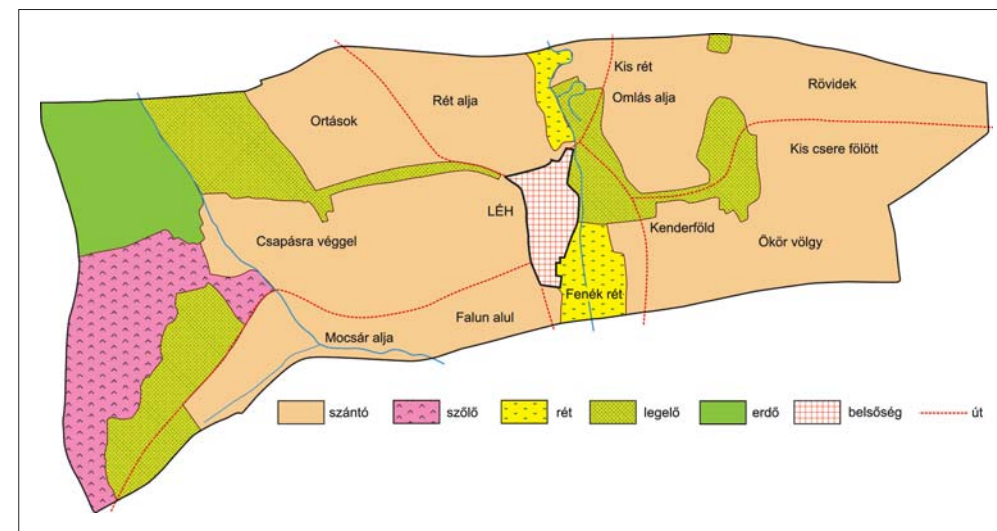 Kis rét
Rövidek
Rét alja
Omlás alja
Ortások
Kis csere fölött
LÉH
Kenderföld
Csapásra véggel
Ökör völgy
Fenék rét
Falun alul
Mocsár alja
szántó szőlő rét legelő erdő belsőség út